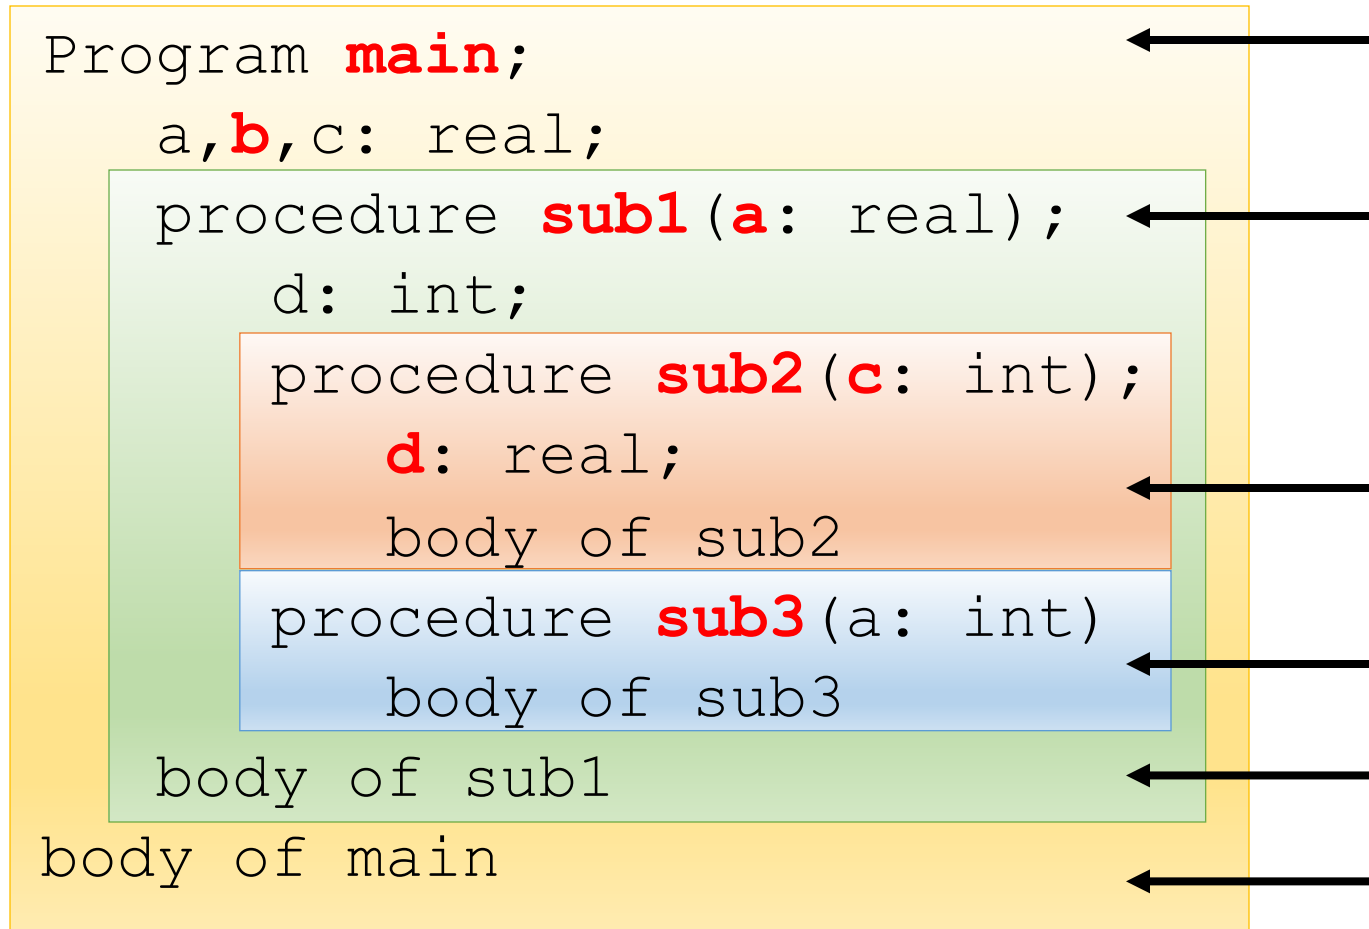 Program main;
a,b,c: real;
procedure sub1(a: real);
d: int;
procedure sub2(c: int);
d: real;
body of sub2
procedure sub3(a: int)
body of sub3
body of sub1
body of main